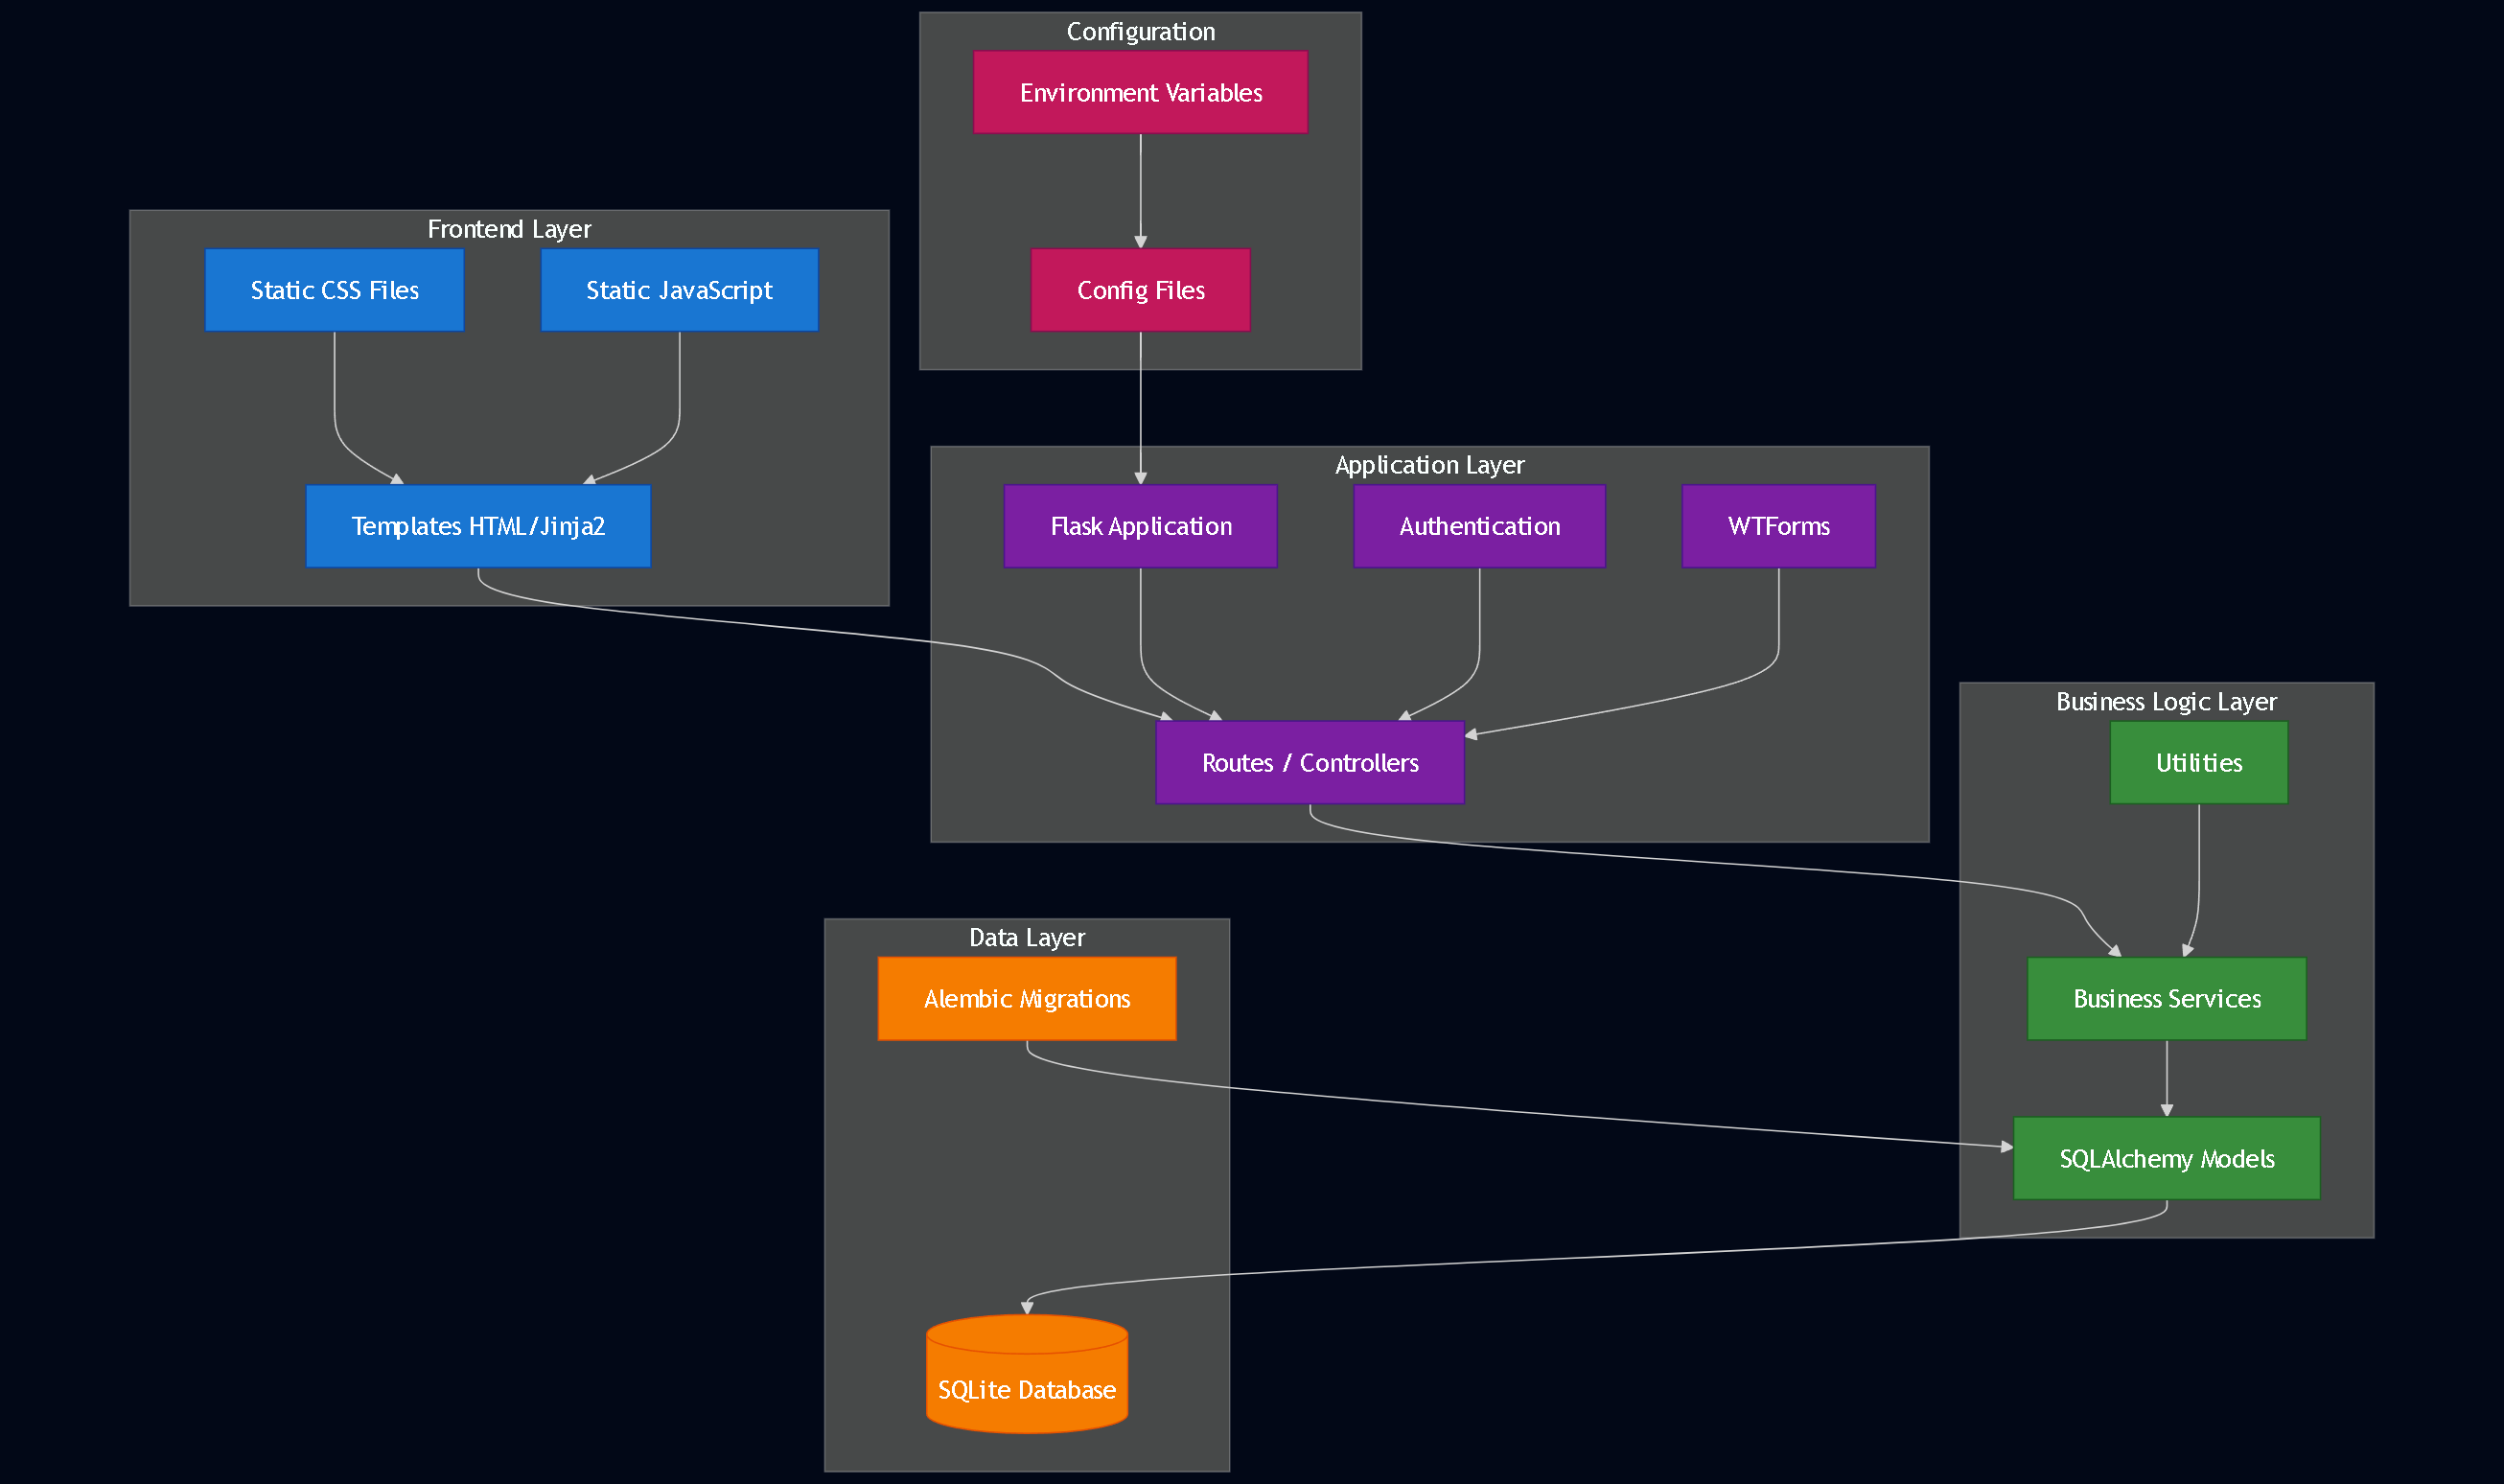 Configuration
Environment Variables
Config Files
Frontend Layer
Static CSS Files
Static JavaScript
Templates HTML/Jinja2
Application Layer
Flask Application
Authentication
WTForms
Routes / Controllers
Business Logic Layer
Utilities
Business Services
SQLAlchemy Models
Data Layer
Alembic Migrations
SQLite Database